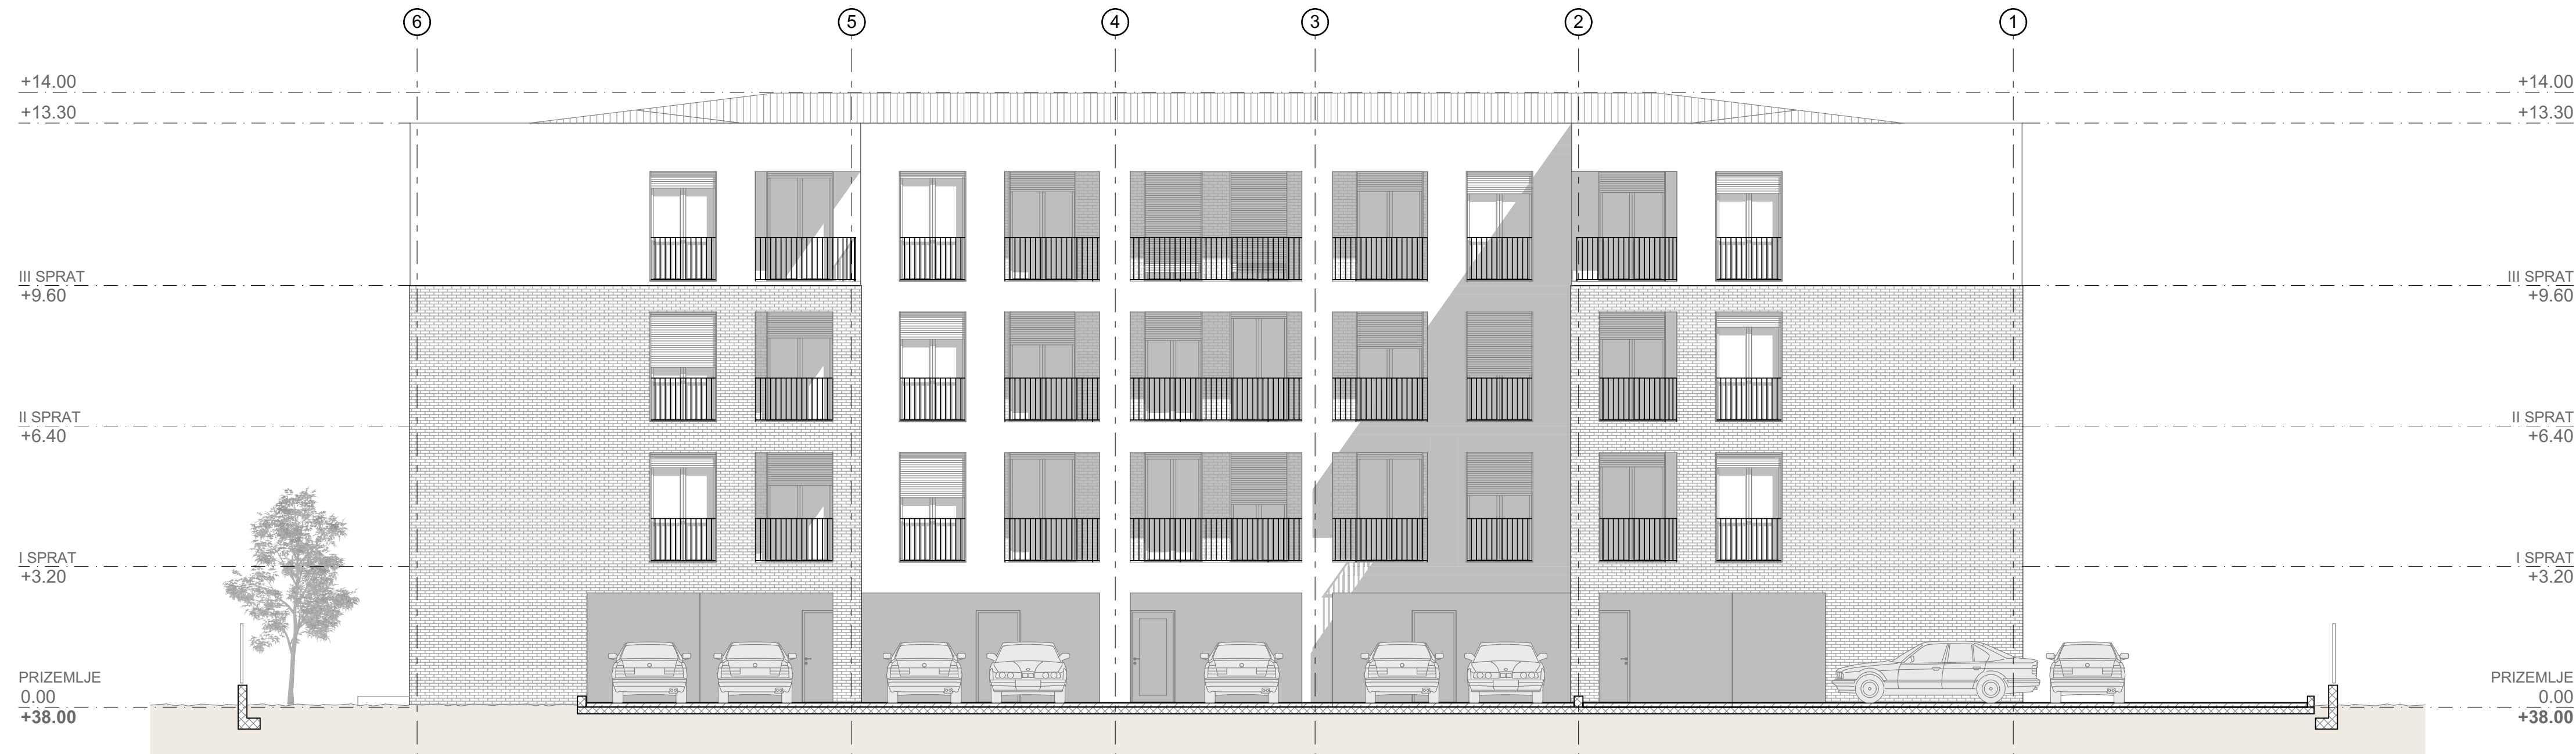 6 5 4 3 2 1
+14.00 +14.00
+13.30 +13.30
III SPRAT III SPRAT
+9.60 +9.60
II SPRAT II SPRAT
+6.40 +6.40
I SPRAT I SPRAT
+3.20 +3.20
PRIZEMLJE PRIZEMLJE
0.00 0.00
+38.00 +38.00